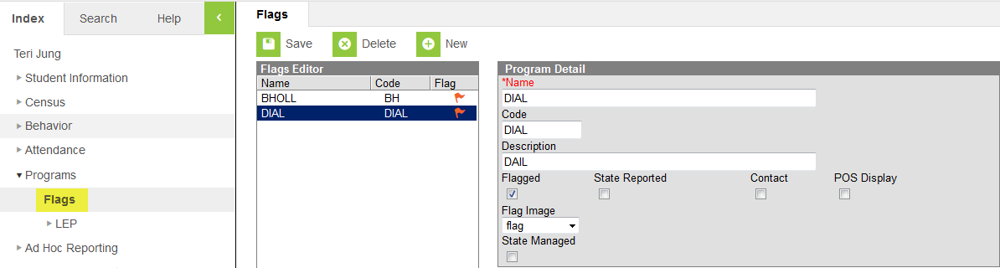 Index Search Help
Teri Jung
Student Information
Census
Behavior
Attendance
Programs
Flags
LEP
Ad Hoc Reporting
Flags
Save Delete New
Flags Editor
Name Code Flag
BHOLL BH
DIAL DIAL
Program Detail
*Name
DIAL
Code
DIAL
Description
DAIL
Flagged State Reported Contact POS Display
Flag Image
flag
State Managed